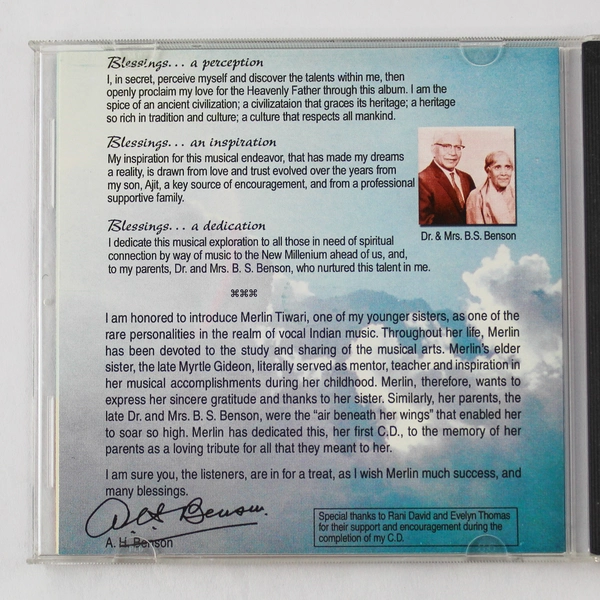 Blessings... a perception
I, in secret, perceive myself and discover the talents within me, then
openly proclaim my love for the Heavenly Father through this album. I am the
spice of an ancient civilization; a civilizataion that graces its heritage; a heritage
so rich in tradition and culture; a culture that respects all mankind.
Blessings... an inspiration
My inspiration for this musical endeavor, that has made my dreams
a reality, is drawn from love and trust evolved over the years from
my son, Ajit, a key source of encouragement, and from a professional
supportive family.
Dr. & Mrs. B.S. Benson
Blessings... a dedication
I dedicate this musical exploration to all those in need of spiritual
connection by way of music to the New Millenium ahead of us, and,
to my parents, Dr. and Mrs. B. S. Benson, who nurtured this talent in me.
⌘⌘⌘
I am honored to introduce Merlin Tiwari, one of my younger sisters, as one of the
rare personalities in the realm of vocal Indian music. Throughout her life, Merlin
has been devoted to the study and sharing of the musical arts. Merlin's elder
sister, the late Myrtle Gideon, literally served as mentor, teacher and inspiration in
her musical accomplishments during her childhood. Merlin, therefore, wants to
express her sincere gratitude and thanks to her sister. Similarly, her parents, the
late Dr. and Mrs. B. S. Benson, were the "air beneath her wings" that enabled her
to soar so high. Merlin has dedicated this, her first C.D., to the memory of her
parents as a loving tribute for all that they meant to her.
I am sure you, the listeners, are in for a treat, as I wish Merlin much success, and
many blessings.
A. H. Benson
A. H. Benson
Special thanks to Rani David and Evelyn Thomas
for their support and encouragement during the
completion of my C.D.